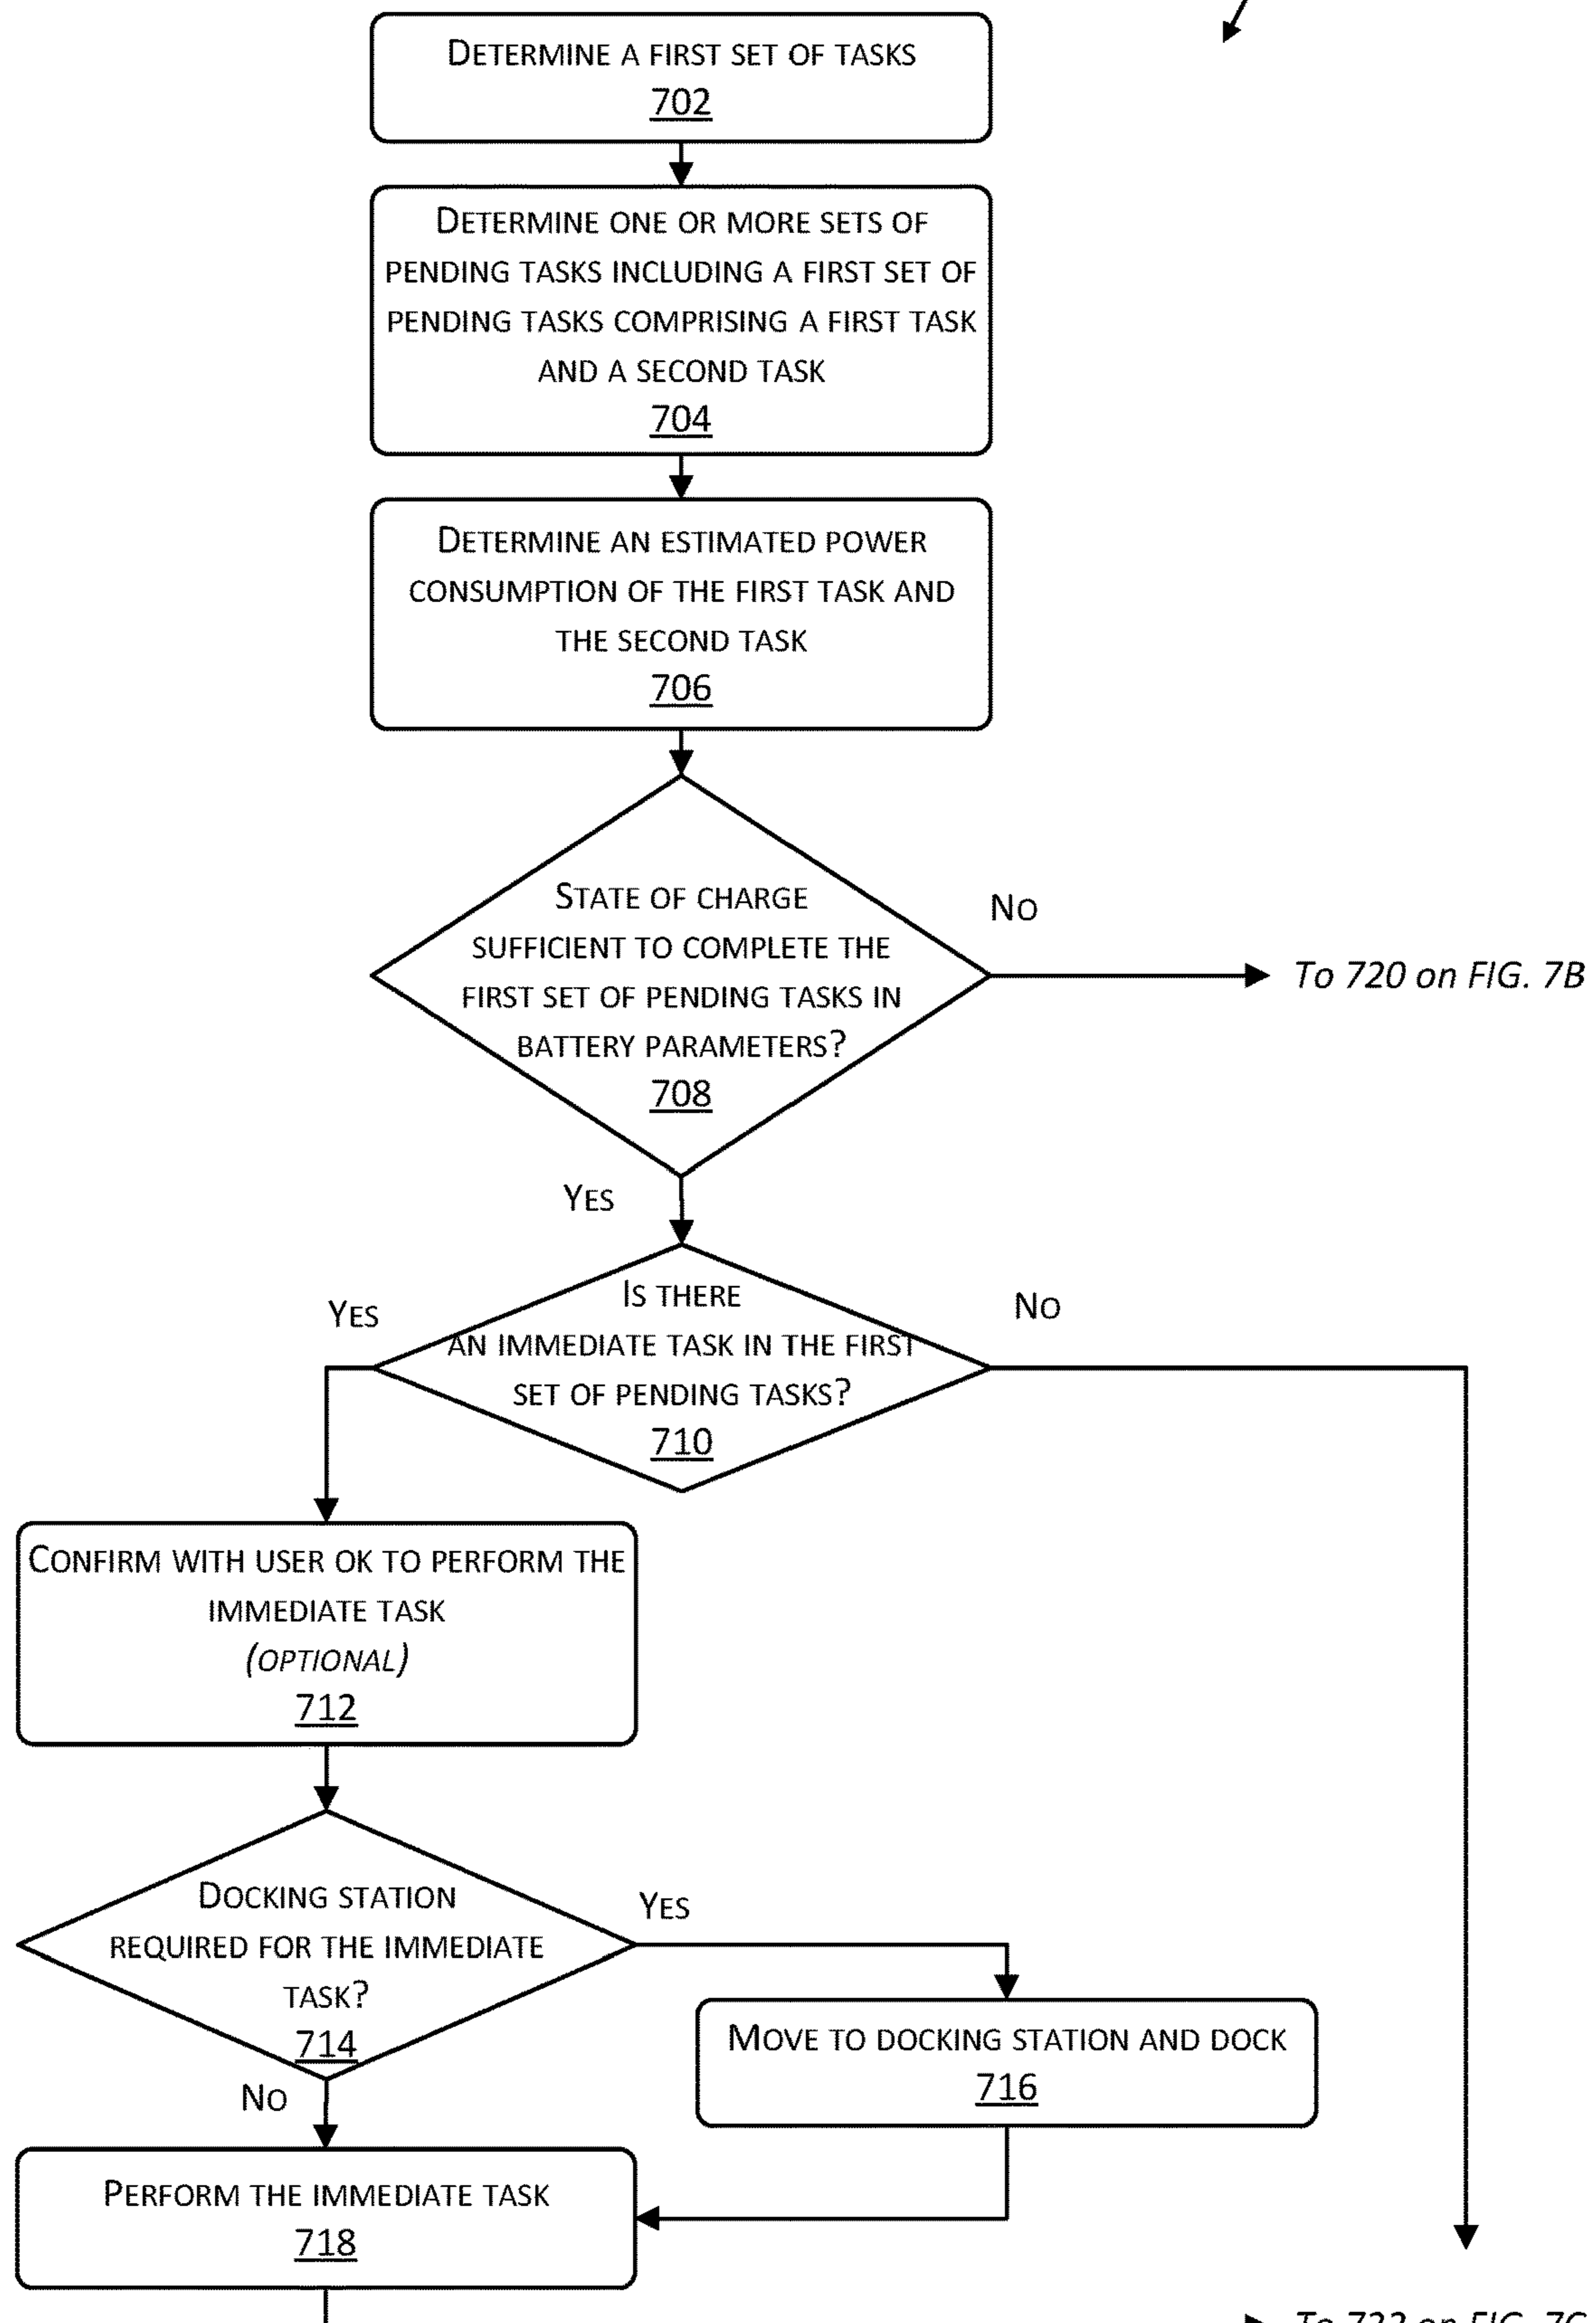 Determine a first set of tasks
702
Determine one or more sets of
pending tasks including a first set of
pending tasks comprising a first task
and a second task
704
Determine an estimated power
consumption of the first task and
the second task
706
State of charge
sufficient to complete the
first set of pending tasks in
battery parameters?
708
No
To 720 on FIG. 7B
Yes
Is there
an immediate task in the first
set of pending tasks?
710
Yes
No
Confirm with user ok to perform the
immediate task
(optional)
712
Docking station
required for the immediate
task?
714
Yes
No
Move to docking station and dock
716
Perform the immediate task
718